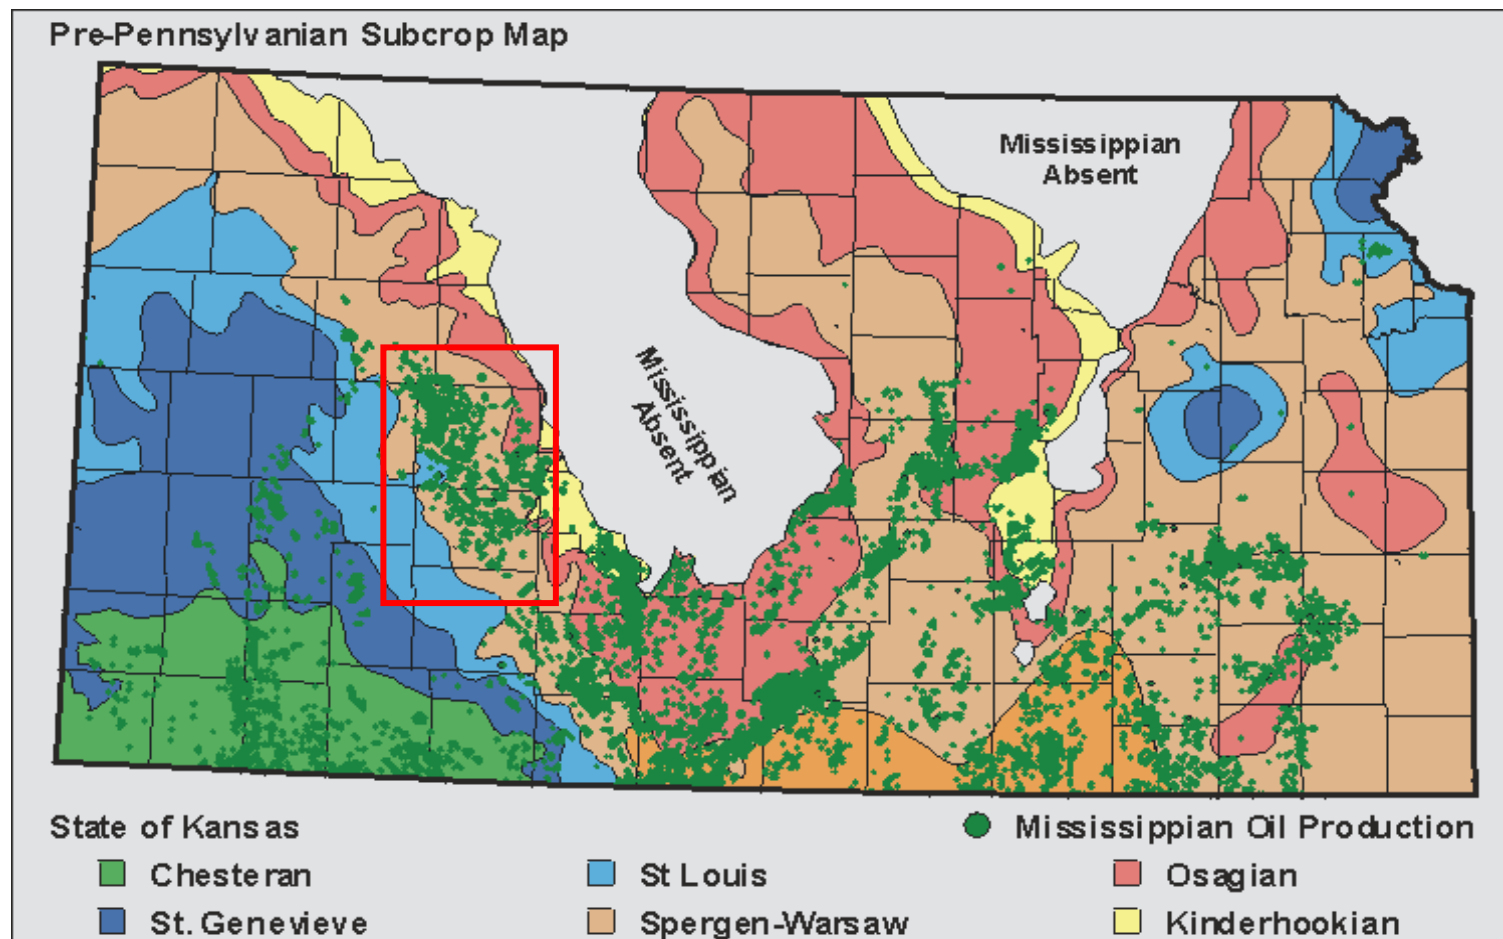 Pre-Pennsylvanian Subcrop Map
Mississippian
Absent
Mississippian
Absent
State of Kansas
Mississippian Oil Production
Chesteran
St Louis
Osagian
St. Genevieve
Spergen-Warsaw
Kinderhookian